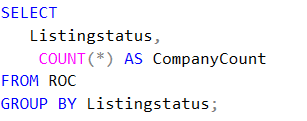 SELECT
Listingstatus,
COUNT(*) AS CompanyCount
FROM ROC
GROUP BY Listingstatus;